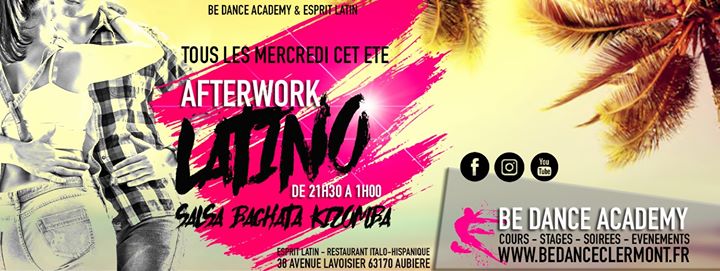 BE DANCE ACADEMY & ESPRIT LATIN
TOUS LES MERCREDI CET ETE
AFTERWORK
LATINO
DE 21H30 A 1H00
SALSA BACHATA KIZOMBA
ESPRIT LATIN - RESTAURANT ITALO-HISPANIQUE
38 AVENUE LAVOISIER 63170 AUBIERE
f
You
Tube
BE DANCE ACADEMY
COURS - STAGES - SOIREES - EVENEMENTS
WWW.BEDANCECLERMONT.FR